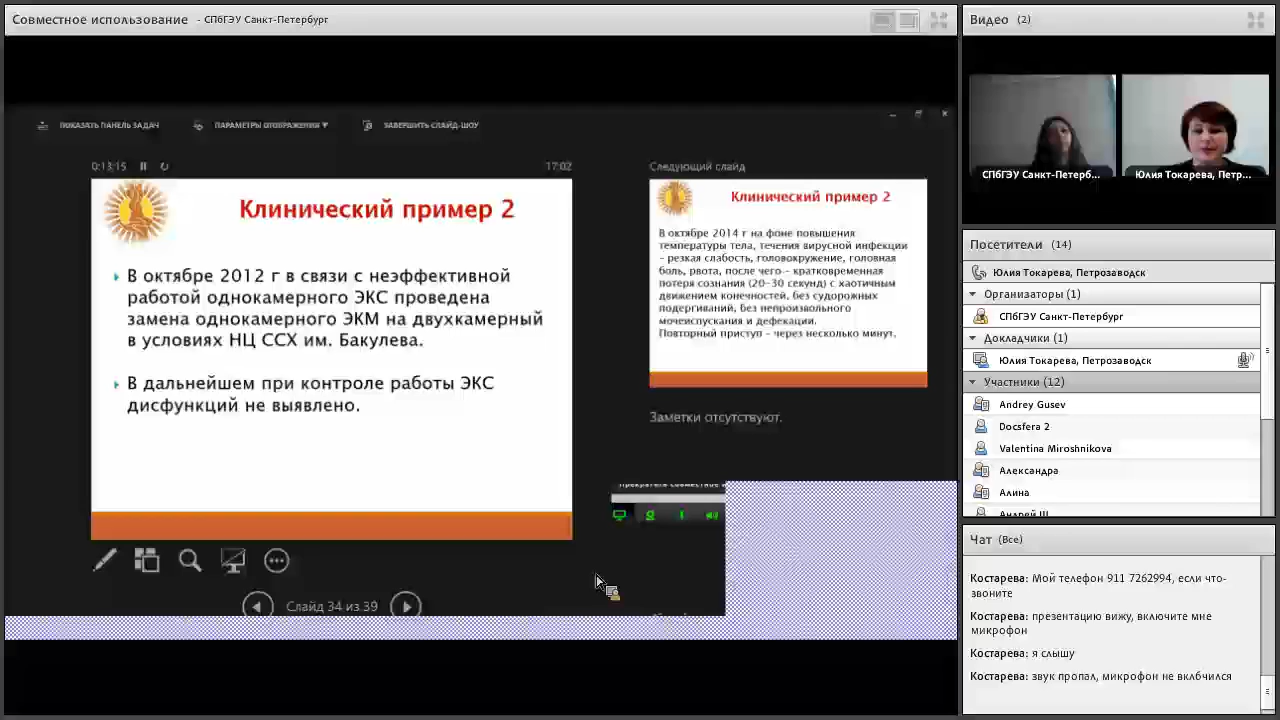 Совместное использование - СПбГЭУ Санкт-Петербург
ПОКАЗАТЬ ПАНЕЛЬ ЗАДАЧ
ПАРАМЕТРЫ ОТОБРАЖЕНИЯ ▼
ЗАВЕРШИТЬ СЛАЙД-ШОУ
0:13:15
17:02
Клинический пример 2
В октябре 2012 г в связи с неэффективной
работой однокамерного ЭКС проведена
замена однокамерного ЭКМ на двухкамерный
в условиях НЦ ССХ им. Бакулева.
В дальнейшем при контроле работы ЭКС
дисфункций не выявлено.
Слайд 34 из 39
Следующий слайд
Клинический пример 2
В октябре 2014 г на фоне повышения
температуры тела, течения вирусной инфекции
– резкая слабость, головокружение, головная
боль, рвота, после чего – кратковременная
потеря сознания (20-30 секунд) с хаотичным
движением конечностей, без судорожных
подергиваний, без непроизвольного
мочеиспускания и дефекации.
Повторный приступ – через несколько минут.
Заметки отсутствуют.
Видео (2)
СПбГЭУ Санкт-Петерб...
Юлия Токарева, Петр...
Посетители (14)
Юлия Токарева, Петрозаводск
Организаторы (1)
СПбГЭУ Санкт-Петербург
Докладчики (1)
Юлия Токарева, Петрозаводск
Участники (12)
Andrey Gusev
Docsfera 2
Valentina Miroshnikova
Александра
Алина
Андрей Ш
Чат (Все)
Костарева: Мой телефон 911 7262994, если что-
звоните
Костарева: презентацию вижу, включите мне
микрофон
Костарева: я слышу
Костарева: звук пропал, микрофон не вклбчился